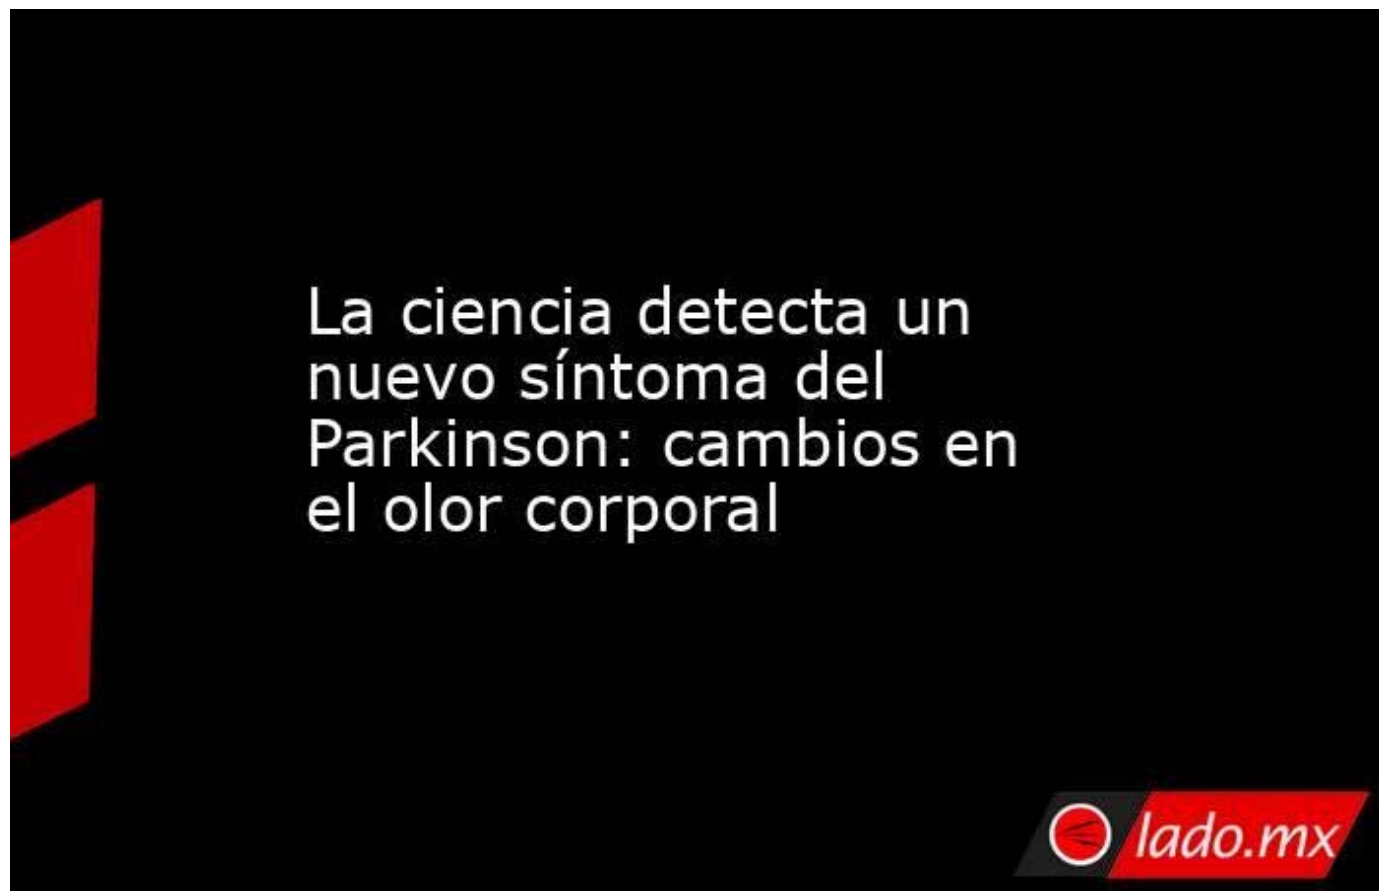 La ciencia detecta un
nuevo síntoma del
Parkinson: cambios en
el olor corporal
lado.mx